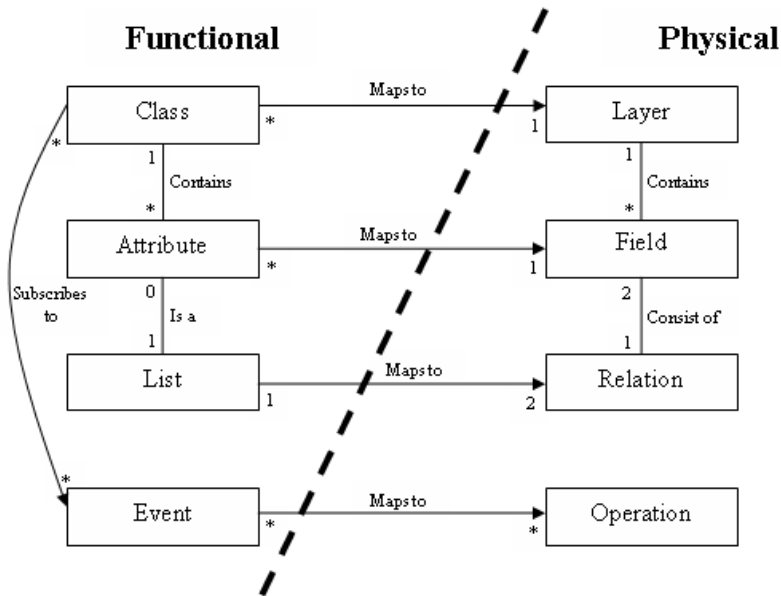 Functional
Physical
Class
Maps to
Layer
*
*
1
1
1
Contains
Contains
*
*
Attribute
Maps to
Field
*
1
0
2
Subscribes
to
Is a
Consist of
1
1
List
Maps to
Relation
1
2
*
Event
Maps to
Operation
*
*